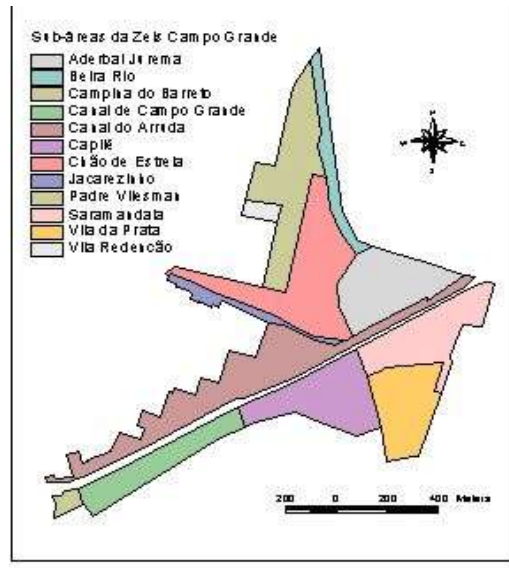 Sub-áreas da Zeis Campo Grande
Aderbal Jurema
Beira Rio
Campina do Barreto
Canal de Campo Grande
Canal do Arruda
Capilé
Chão de Estrela
Jacarezinho
Padre Vilesman
Saramandaia
Vila da Prata
Vila Redenção
N
W E
S
200 0 200 400 Meters